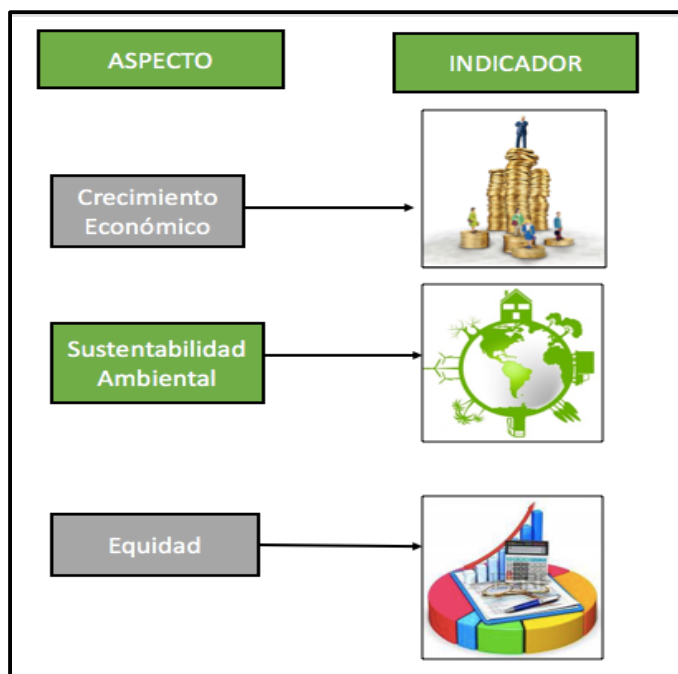 ASPECTO
INDICADOR
Crecimiento
Económico
Sustentabilidad
Ambiental
Equidad